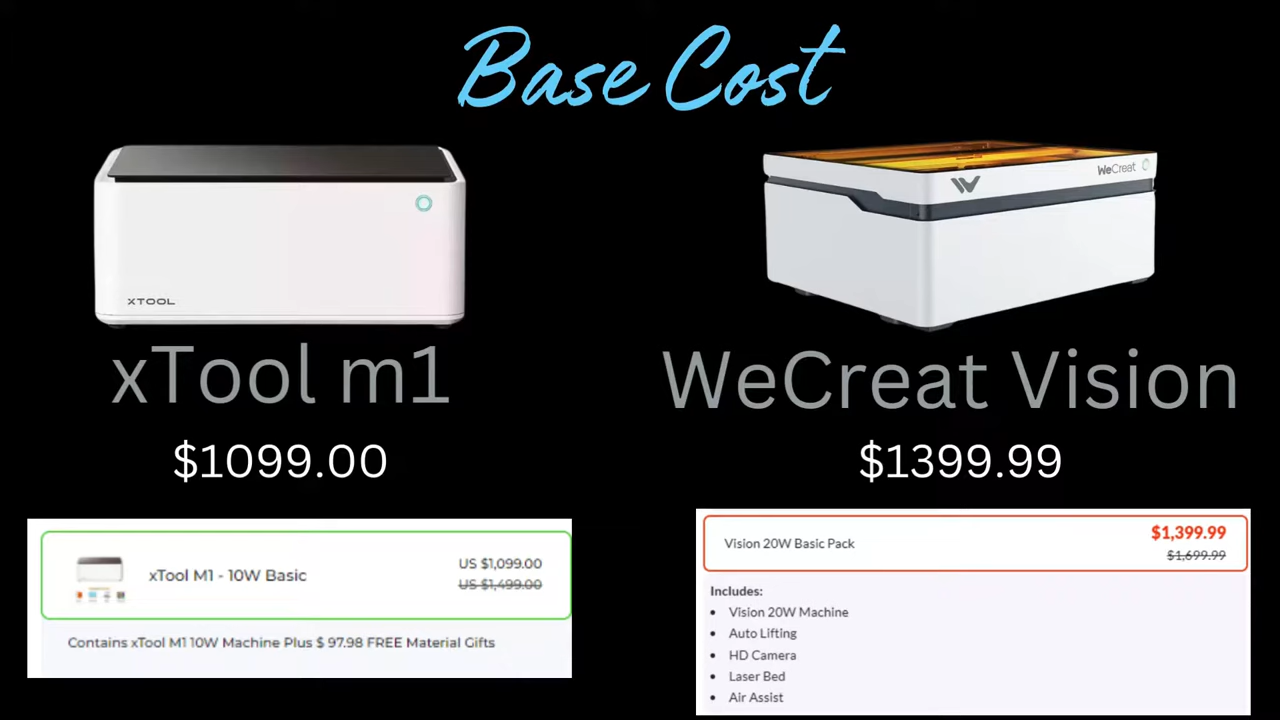 Base Cost
XTOOL
W WeCreat
xTool m1
WeCreat Vision
$1099.00
$1399.99
xTool M1 - 10W Basic
US $1,099.00
US $1,499.00
Contains xTool M1 10W Machine Plus $ 97.98 FREE Material Gifts
Vision 20W Basic Pack
$1,399.99
$1,699.99
Includes:
• Vision 20W Machine
• Auto Lifting
• HD Camera
• Laser Bed
• Air Assist